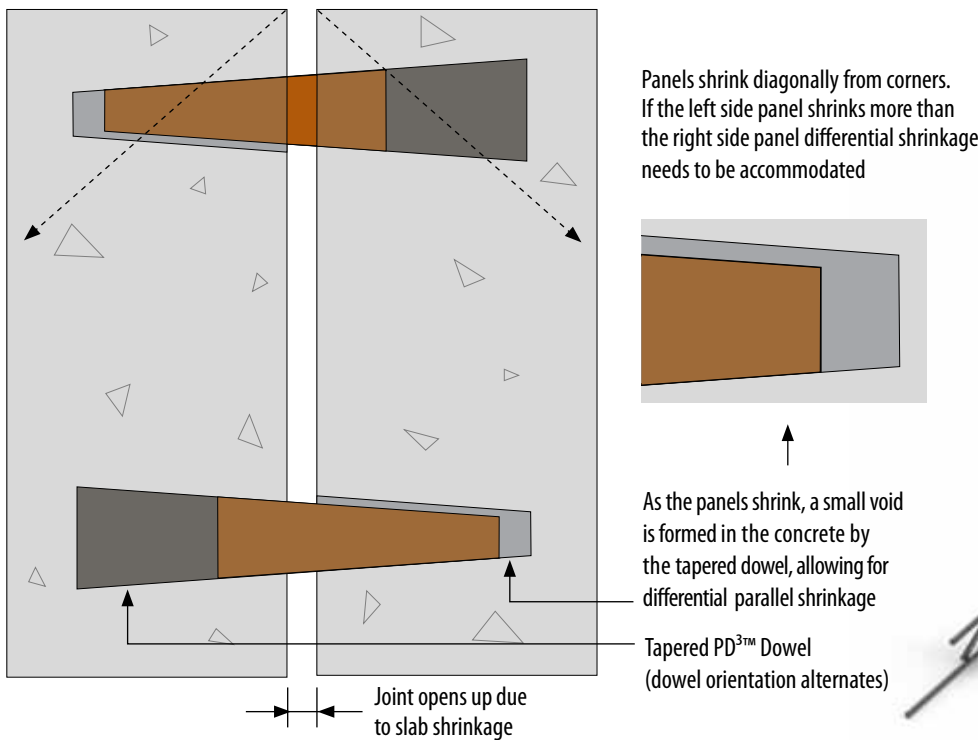 Panels shrink diagonally from corners.
If the left side panel shrinks more than
the right side panel differential shrinkage
needs to be accommodated
As the panels shrink, a small void
is formed in the concrete by
the tapered dowel, allowing for
differential parallel shrinkage
Tapered PD³™ Dowel
(dowel orientation alternates)
Joint opens up due
to slab shrinkage